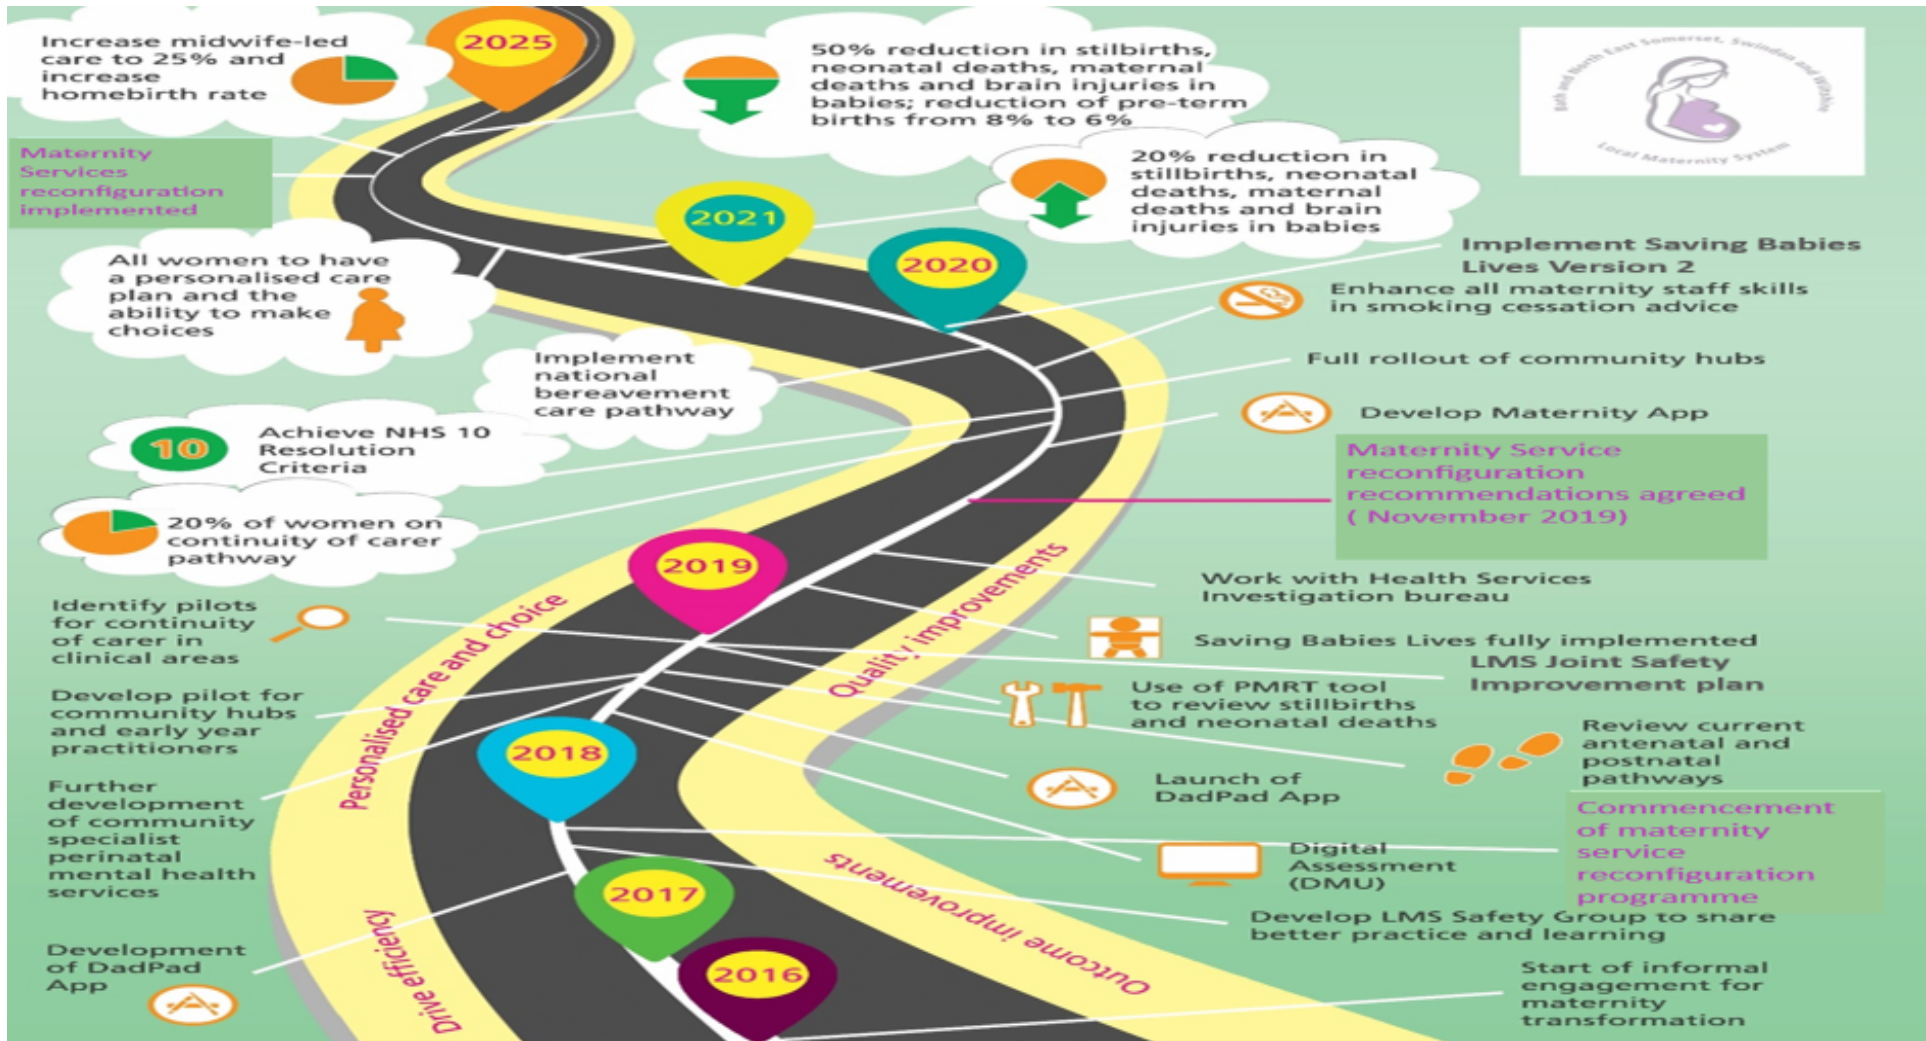 Increase midwife-led
care to 25% and
increase
homebirth rate
2025
50% reduction in stilbirths,
neonatal deaths, maternal
deaths and brain injuries in
babies; reduction of pre-term
births from 8% to 6%
Bath and North East Somerset, Swindon and Wiltshire
Local Maternity System
Maternity
Services
reconfiguration
implemented
20% reduction in
stillbirths, neonatal
deaths, maternal
deaths and brain
injuries in babies
2021
2020
Implement Saving Babies
Lives Version 2
All women to have
a personalised care
plan and the
ability to make
choices
Enhance all maternity staff skills
in smoking cessation advice
Implement
national
bereavement
care pathway
Full rollout of community hubs
Develop Maternity App
10
Achieve NHS 10
Resolution
Criteria
Maternity Service
reconfiguration
recommendations agreed
( November 2019)
20% of women on
continuity of carer
pathway
2019
Work with Health Services
Investigation bureau
Identify pilots
for continuity
of carer in
clinical areas
Personalised care and choice
Quality improvements
Saving Babies Lives fully implemented
LMS Joint Safety
Improvement plan
Develop pilot for
community hubs
and early year
practitioners
Use of PMRT tool
to review stillbirths
and neonatal deaths
Review current
antenatal and
postnatal
pathways
2018
Launch of
DadPad App
Further
development
of community
specialist
perinatal
mental health
services
Commencement
of maternity
service
reconfiguration
programme
Digital
Assessment
(DMU)
2017
Outcome improvements
Drive efficiency
Develop LMS Safety Group to share
better practice and learning
Development
of DadPad
App
2016
Start of informal
engagement for
maternity
transformation